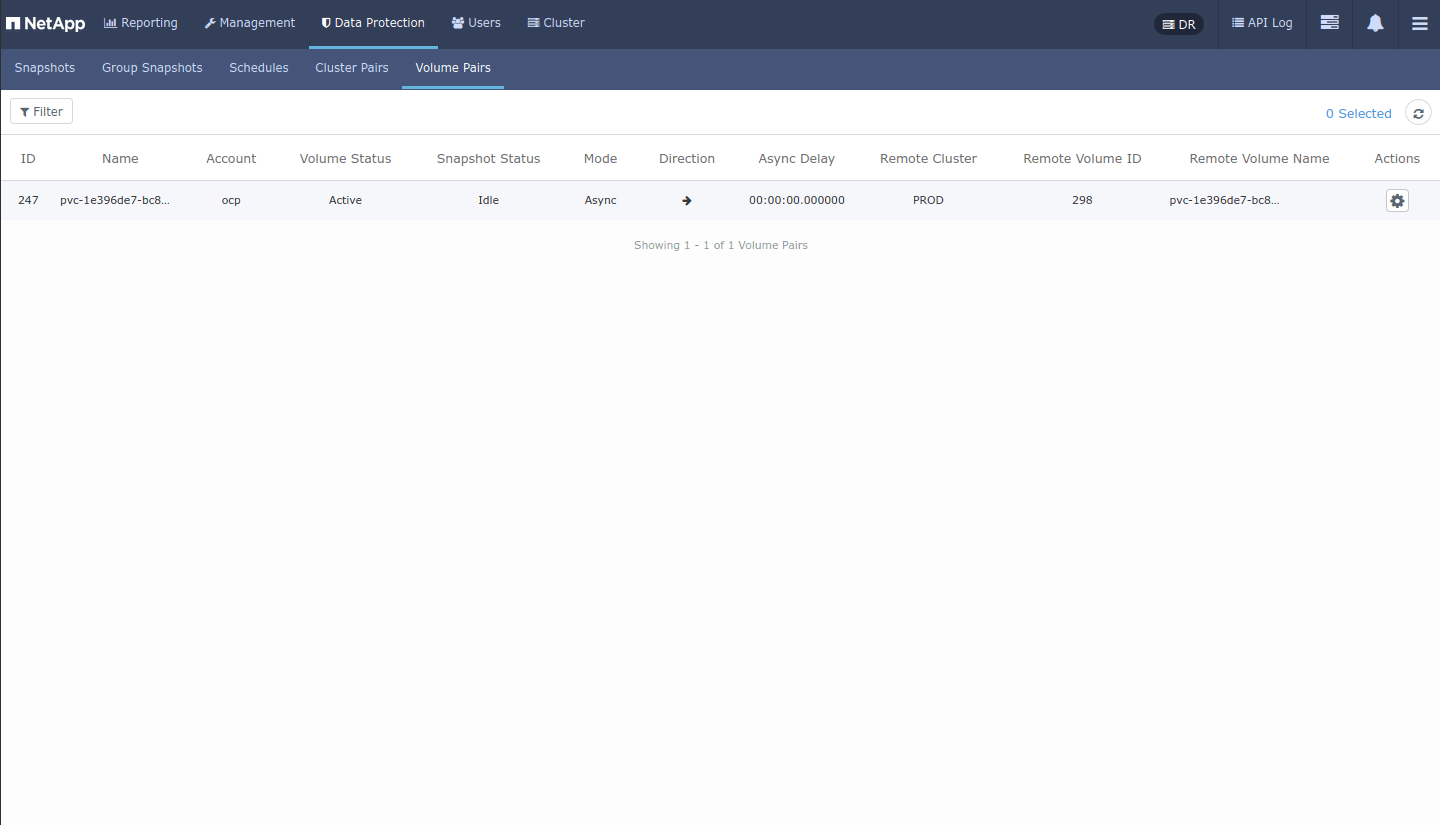 NetApp Reporting Management Data Protection Users Cluster DR API Log
Snapshots Group Snapshots Schedules Cluster Pairs Volume Pairs
Filter 0 Selected
ID Name Account Volume Status Snapshot Status Mode Direction Async Delay Remote Cluster Remote Volume ID Remote Volume Name Actions
247 pvc-1e396de7-bc8... ocp Active Idle Async → 00:00:00.000000 PROD 298 pvc-1e396de7-bc8...
Showing 1 - 1 of 1 Volume Pairs